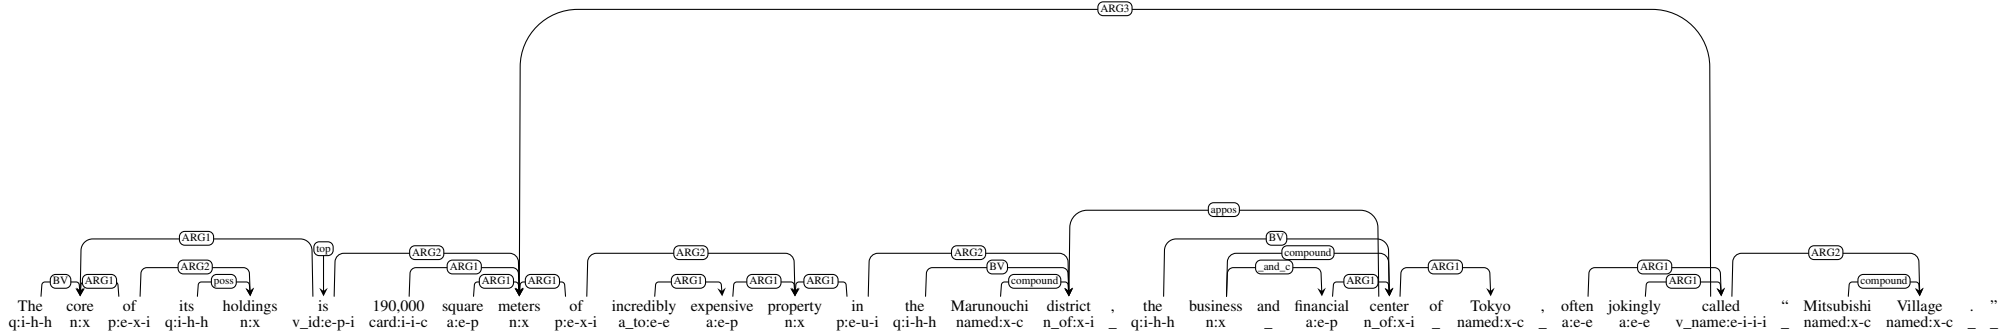 ARG3
appos
ARG1 BV
top ARG2 ARG2 ARG2 compound ARG2
ARG2 ARG1 BV _and_c ARG1 ARG1
BV ARG1 poss ARG1 ARG1 ARG1 ARG1 ARG1 compound ARG1 ARG1 compound
The core of its holdings is 190,000 square meters of incredibly expensive property in the Marunouchi district , the business and financial center of Tokyo , often jokingly called “ Mitsubishi Village . ”
q:i-h-h n:x p:e-x-i q:i-h-h n:x v_id:e-p-i card:i-i-c a:e-p n:x p:e-x-i a_to:e-e a:e-p n:x p:e-u-i q:i-h-h named:x-c n_of:x-i _ q:i-h-h n:x _ a:e-p n_of:x-i _ named:x-c _ a:e-e a:e-e v_name:e-i-i-i _ named:x-c named:x-c _ _